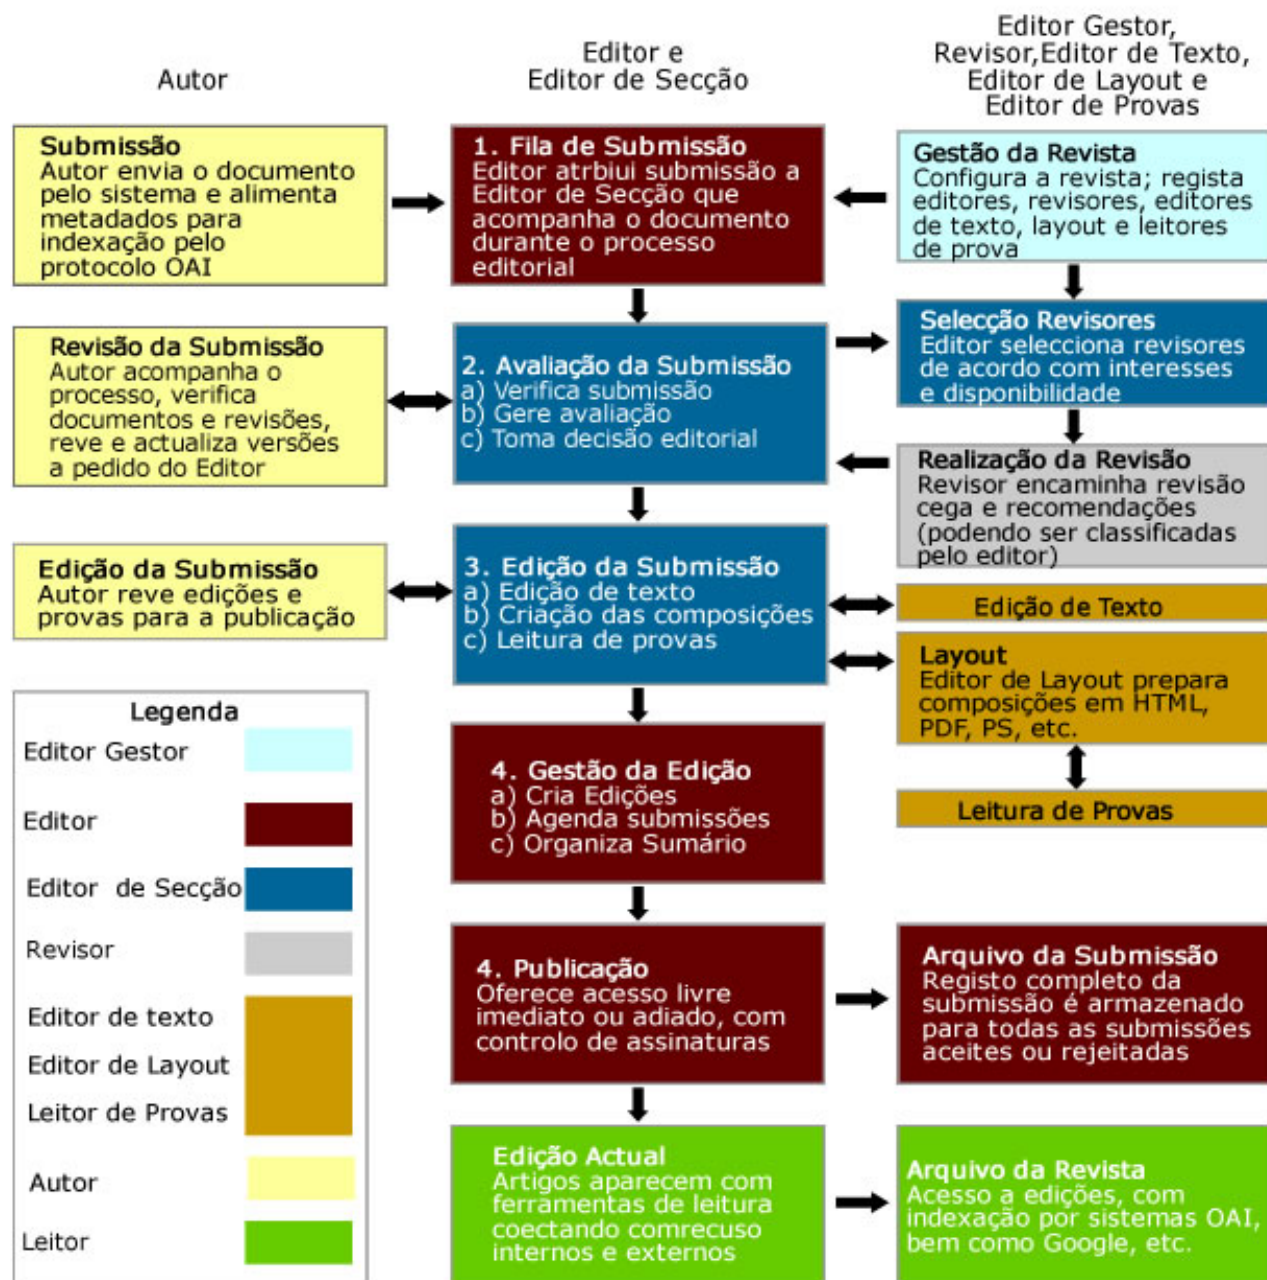 Autor
Editor e
Editor de Secção
Editor Gestor,
Revisor,Editor de Texto,
Editor de Layout e
Editor de Provas
Submissão
Autor envia o documento
pelo sistema e alimenta
metadados para
indexação pelo
protocolo OAI
1. Fila de Submissão
Editor atrbiui submissão a
Editor de Secção que
acompanha o documento
durante o processo
editorial
Gestão da Revista
Configura a revista; regista
editores, revisores, editores
de texto, layout e leitores
de prova
Revisão da Submissão
Autor acompanha o
processo, verifica
documentos e revisões,
reve e actualiza versões
a pedido do Editor
2. Avaliação da Submissão
a) Verifica submissão
b) Gere avaliação
c) Toma decisão editorial
Selecção Revisores
Editor selecciona revisores
de acordo com interesses
e disponibilidade
Realização da Revisão
Revisor encaminha revisão
cega e recomendações
(podendo ser classificadas
pelo editor)
Edição da Submissão
Autor reve edições e
provas para a publicação
3. Edição da Submissão
a) Edição de texto
b) Criação das composições
c) Leitura de provas
Edição de Texto
Layout
Editor de Layout prepara
composições em HTML,
PDF, PS, etc.
Leitura de Provas
Legenda
Editor Gestor
Editor
Editor de Secção
Revisor
Editor de texto
Editor de Layout
Leitor de Provas
Autor
Leitor
4. Gestão da Edição
a) Cria Edições
b) Agenda submissões
c) Organiza Sumário
4. Publicação
Oferece acesso livre
imediato ou adiado, com
controlo de assinaturas
Arquivo da Submissão
Registo completo da
submissão é armazenado
para todas as submissões
aceites ou rejeitadas
Edição Actual
Artigos aparecem com
ferramentas de leitura
coectando comrecuso
internos e externos
Arquivo da Revista
Acesso a edições, com
indexação por sistemas OAI,
bem como Google, etc.